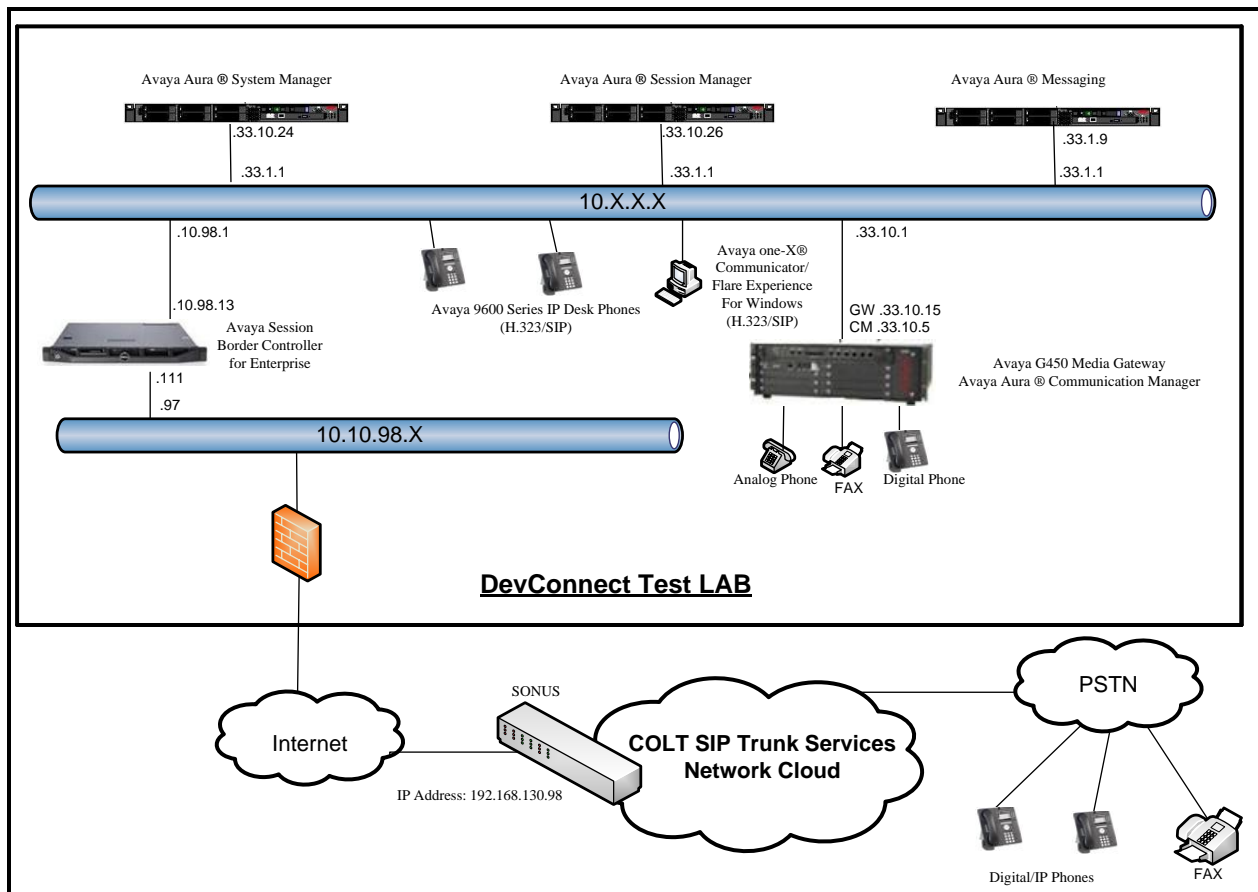 Avaya Aura ® System Manager
Avaya Aura ® Session Manager
Avaya Aura ® Messaging
.33.10.24
.33.10.26
.33.1.9
.33.1.1
.33.1.1
.33.1.1
10.X.X.X
.10.98.1
.33.10.1
Avaya one-X®
Communicator/
Flare Experience
For Windows
(H.323/SIP)
Avaya 9600 Series IP Desk Phones
(H.323/SIP)
.10.98.13
Avaya Session
Border Controller
for Enterprise
GW .33.10.15
CM .33.10.5
Avaya G450 Media Gateway
Avaya Aura ® Communication Manager
.111
.97
10.10.98.X
Analog Phone
FAX
Digital Phone
DevConnect Test LAB
Internet
SONUS
IP Address: 192.168.130.98
COLT SIP Trunk Services
Network Cloud
PSTN
Digital/IP Phones
FAX